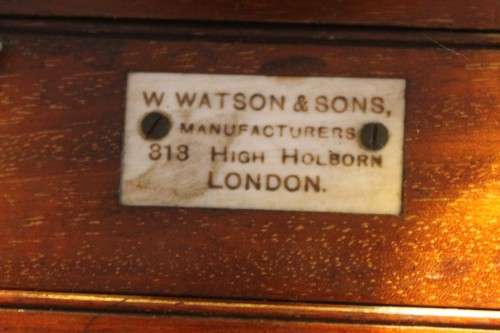 W. WATSON & SONS,
MANUFACTURERS
313 HIGH HOLBORN
LONDON.